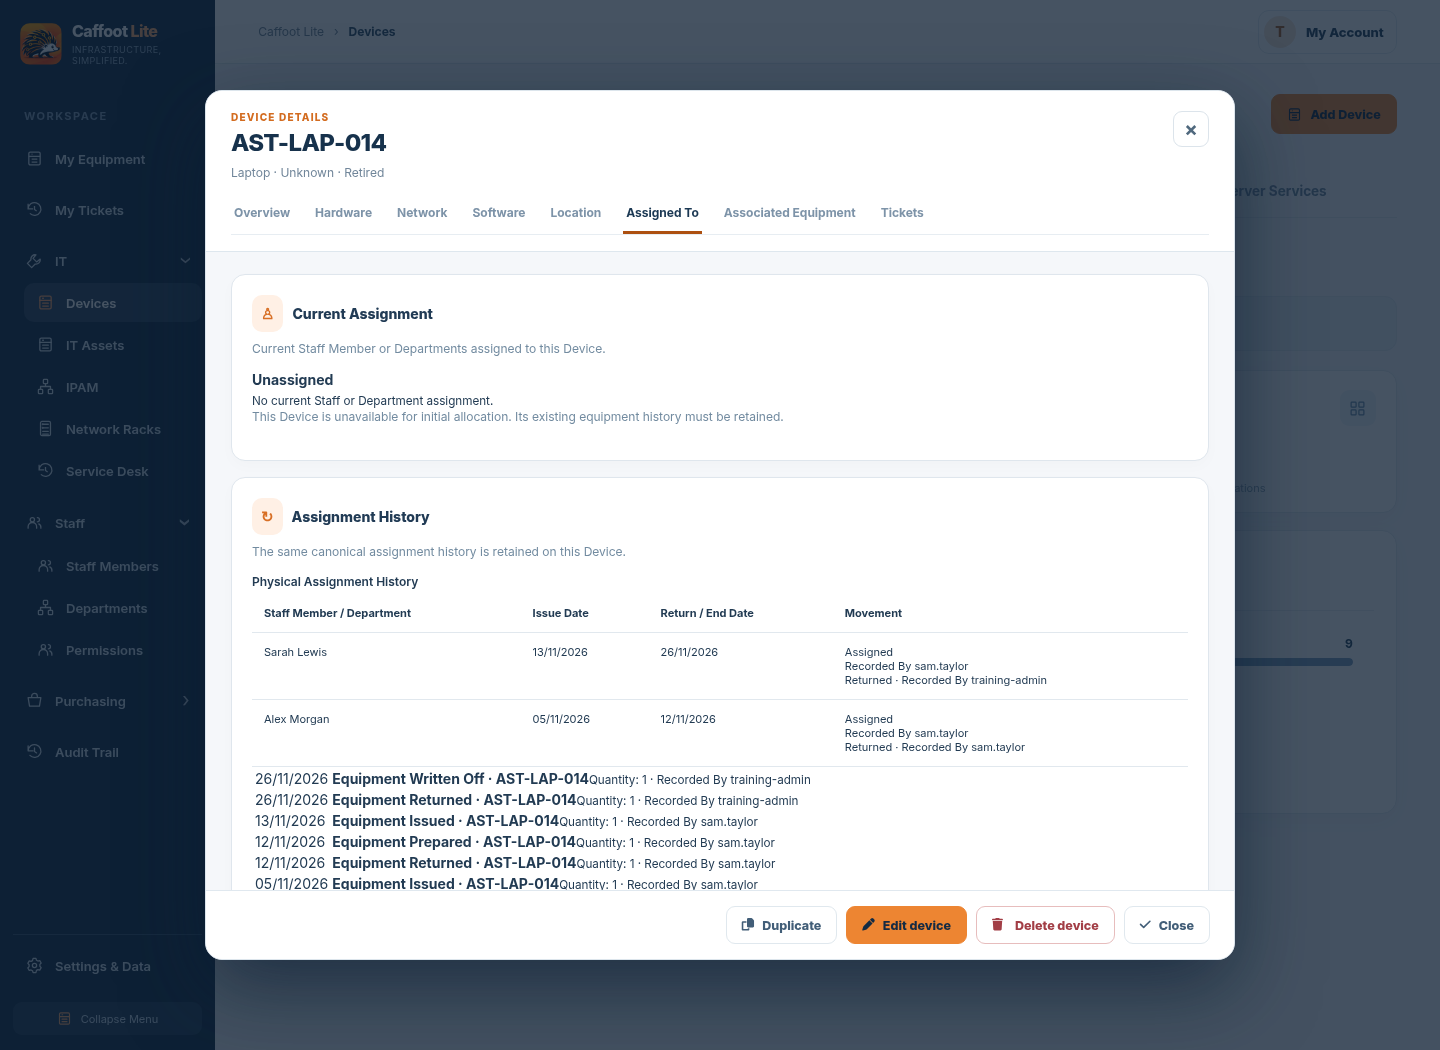 Caffoot Lite
INFRASTRUCTURE,
SIMPLIFIED.
Caffoot Lite › Devices
T My Account
WORKSPACE
My Equipment
My Tickets
IT
Devices
IT Assets
IPAM
Network Racks
Service Desk
Staff
Staff Members
Departments
Permissions
Purchasing
Audit Trail
Settings & Data
Collapse Menu
Add Device
erver Services
9
DEVICE DETAILS
AST-LAP-014
Laptop · Unknown · Retired
Overview Hardware Network Software Location Assigned To Associated Equipment Tickets
Current Assignment
Current Staff Member or Departments assigned to this Device.
Unassigned
No current Staff or Department assignment.
This Device is unavailable for initial allocation. Its existing equipment history must be retained.
Assignment History
The same canonical assignment history is retained on this Device.
Physical Assignment History
Staff Member / Department Issue Date Return / End Date Movement
Sarah Lewis 13/11/2026 26/11/2026 Assigned
Recorded By sam.taylor
Returned · Recorded By training-admin
Alex Morgan 05/11/2026 12/11/2026 Assigned
Recorded By sam.taylor
Returned · Recorded By sam.taylor
26/11/2026 Equipment Written Off · AST-LAP-014Quantity: 1 · Recorded By training-admin
26/11/2026 Equipment Returned · AST-LAP-014Quantity: 1 · Recorded By training-admin
13/11/2026 Equipment Issued · AST-LAP-014Quantity: 1 · Recorded By sam.taylor
12/11/2026 Equipment Prepared · AST-LAP-014Quantity: 1 · Recorded By sam.taylor
12/11/2026 Equipment Returned · AST-LAP-014Quantity: 1 · Recorded By sam.taylor
05/11/2026 Equipment Issued · AST-LAP-014Quantity: 1 · Recorded By sam.taylor
Duplicate Edit device Delete device Close